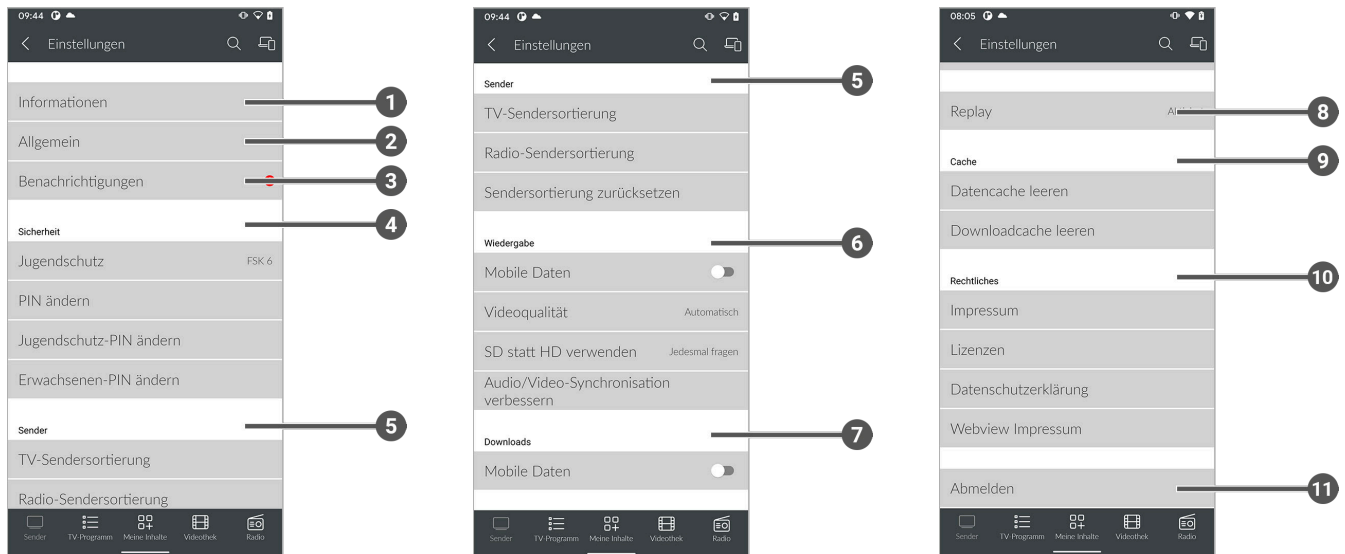 09:44
Einstellungen
Informationen
1
Allgemein
2
Benachrichtigungen
3
Sicherheit
4
Jugendschutz FSK 6
PIN ändern
Jugendschutz-PIN ändern
Erwachsenen-PIN ändern
Sender
5
TV-Sendersortierung
Radio-Sendersortierung
Sender TV-Programm Meine Inhalte Videothek Radio
09:44
Einstellungen
Sender
5
TV-Sendersortierung
Radio-Sendersortierung
Sendersortierung zurücksetzen
Wiedergabe
6
Mobile Daten
Videoqualität Automatisch
SD statt HD verwenden Jedesmal fragen
Audio/Video-Synchronisation
verbessern
Downloads
7
Mobile Daten
Sender TV-Programm Meine Inhalte Videothek Radio
08:05
Einstellungen
Replay
8
Cache
9
Datencache leeren
Downloadcache leeren
Rechtliches
10
Impressum
Lizenzen
Datenschutzerklärung
Webview Impressum
Abmelden
11
Sender TV-Programm Meine Inhalte Videothek Radio